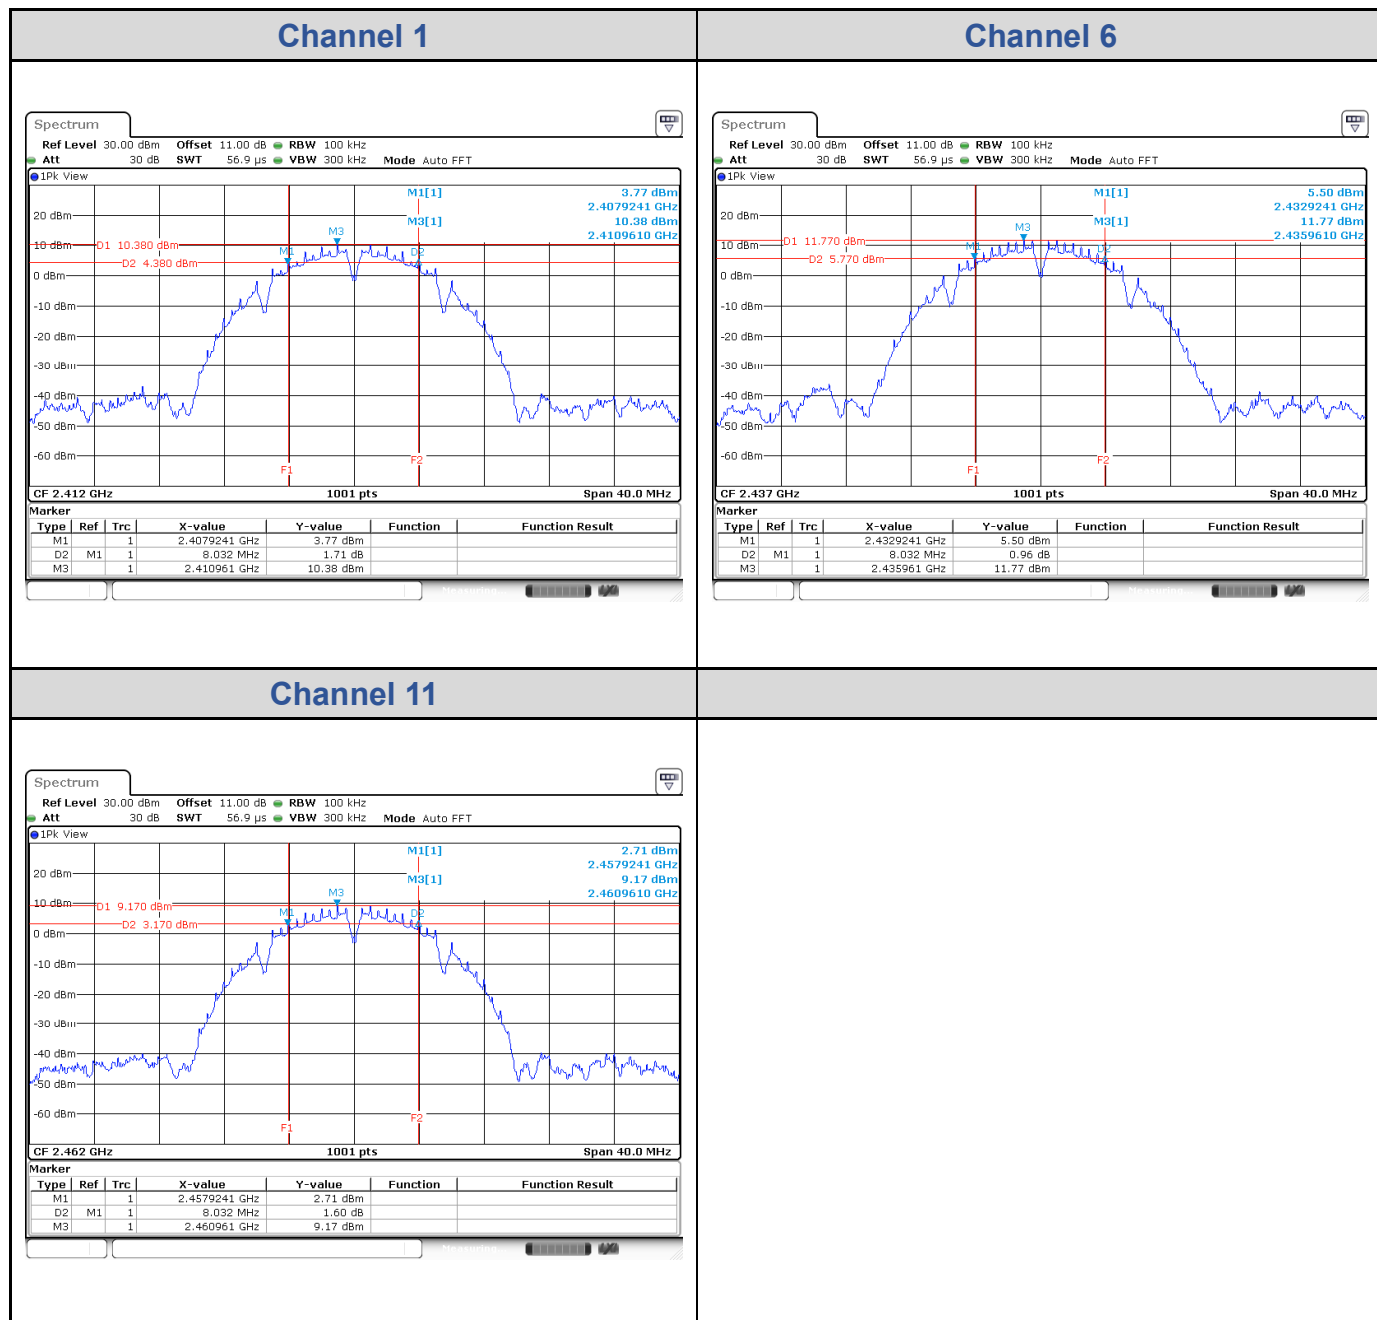 Channel 1
Channel 6
Spectrum
Ref Level 30.00 dBm Offset 11.00 dB RBW 100 kHz
Att 30 dB SWT 56.9 µs VBW 300 kHz Mode Auto FFT
1Pk View
M1[1] 3.77 dBm
2.4079241 GHz
M3[1] 10.38 dBm
2.4109610 GHz
20 dBm
10 dBm
0 dBm
-10 dBm
-20 dBm
-30 dBm
-40 dBm
-50 dBm
-60 dBm
D1 10.380 dBm
D2 4.380 dBm
M1
M3
D2
F1
F2
CF 2.412 GHz 1001 pts Span 40.0 MHz
Marker
Type Ref Trc X-value Y-value Function Function Result
M1 1 2.4079241 GHz 3.77 dBm
D2 M1 1 8.032 MHz 1.71 dB
M3 1 2.410961 GHz 10.38 dBm
Measuring...
Spectrum
Ref Level 30.00 dBm Offset 11.00 dB RBW 100 kHz
Att 30 dB SWT 56.9 µs VBW 300 kHz Mode Auto FFT
1Pk View
M1[1] 5.50 dBm
2.4329241 GHz
M3[1] 11.77 dBm
2.4359610 GHz
20 dBm
10 dBm
0 dBm
-10 dBm
-20 dBm
-30 dBm
-40 dBm
-50 dBm
-60 dBm
D1 11.770 dBm
D2 5.770 dBm
M1
M3
D2
F1
F2
CF 2.437 GHz 1001 pts Span 40.0 MHz
Marker
Type Ref Trc X-value Y-value Function Function Result
M1 1 2.4329241 GHz 5.50 dBm
D2 M1 1 8.032 MHz 0.96 dB
M3 1 2.435961 GHz 11.77 dBm
Measuring...
Channel 11
Spectrum
Ref Level 30.00 dBm Offset 11.00 dB RBW 100 kHz
Att 30 dB SWT 56.9 µs VBW 300 kHz Mode Auto FFT
1Pk View
M1[1] 2.71 dBm
2.4579241 GHz
M3[1] 9.17 dBm
2.4609610 GHz
20 dBm
10 dBm
0 dBm
-10 dBm
-20 dBm
-30 dBm
-40 dBm
-50 dBm
-60 dBm
D1 9.170 dBm
D2 3.170 dBm
M1
M3
D2
F1
F2
CF 2.462 GHz 1001 pts Span 40.0 MHz
Marker
Type Ref Trc X-value Y-value Function Function Result
M1 1 2.4579241 GHz 2.71 dBm
D2 M1 1 8.032 MHz 1.60 dB
M3 1 2.460961 GHz 9.17 dBm
Measuring...